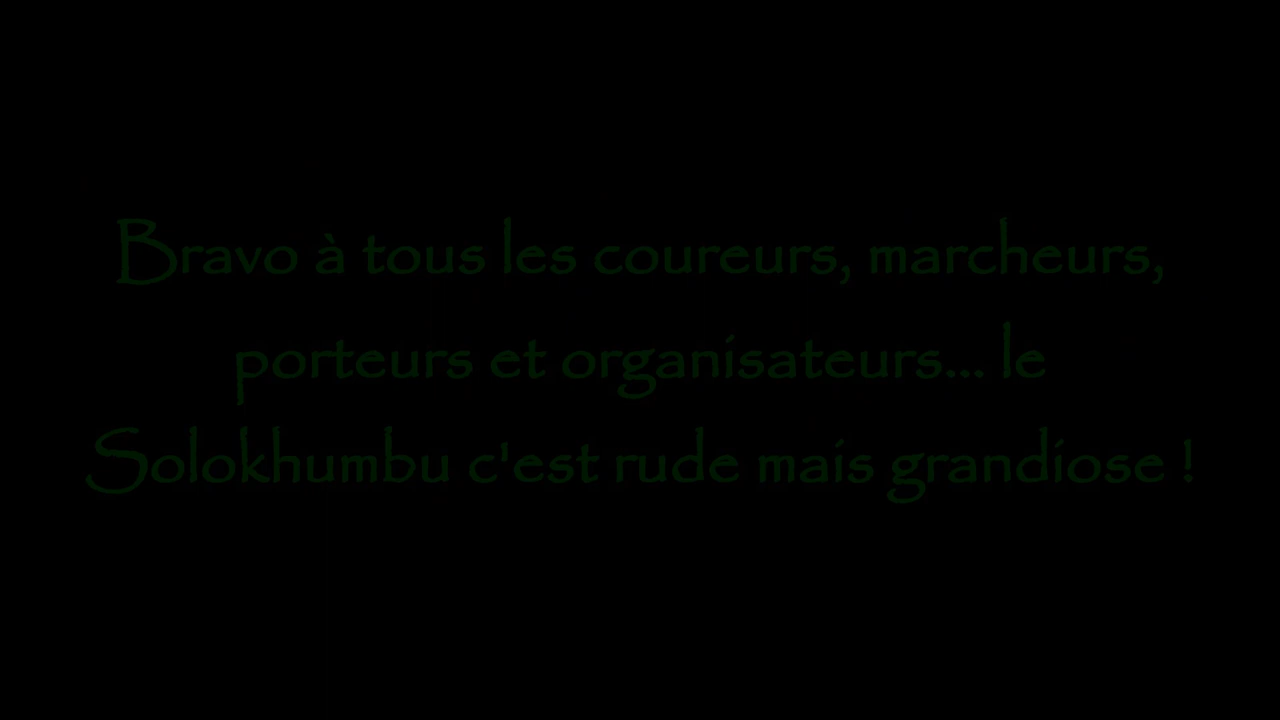 Bravo à tous les coureurs, marcheurs,
porteurs et organisateurs... le
Solokhumbu c'est rude mais grandiose !